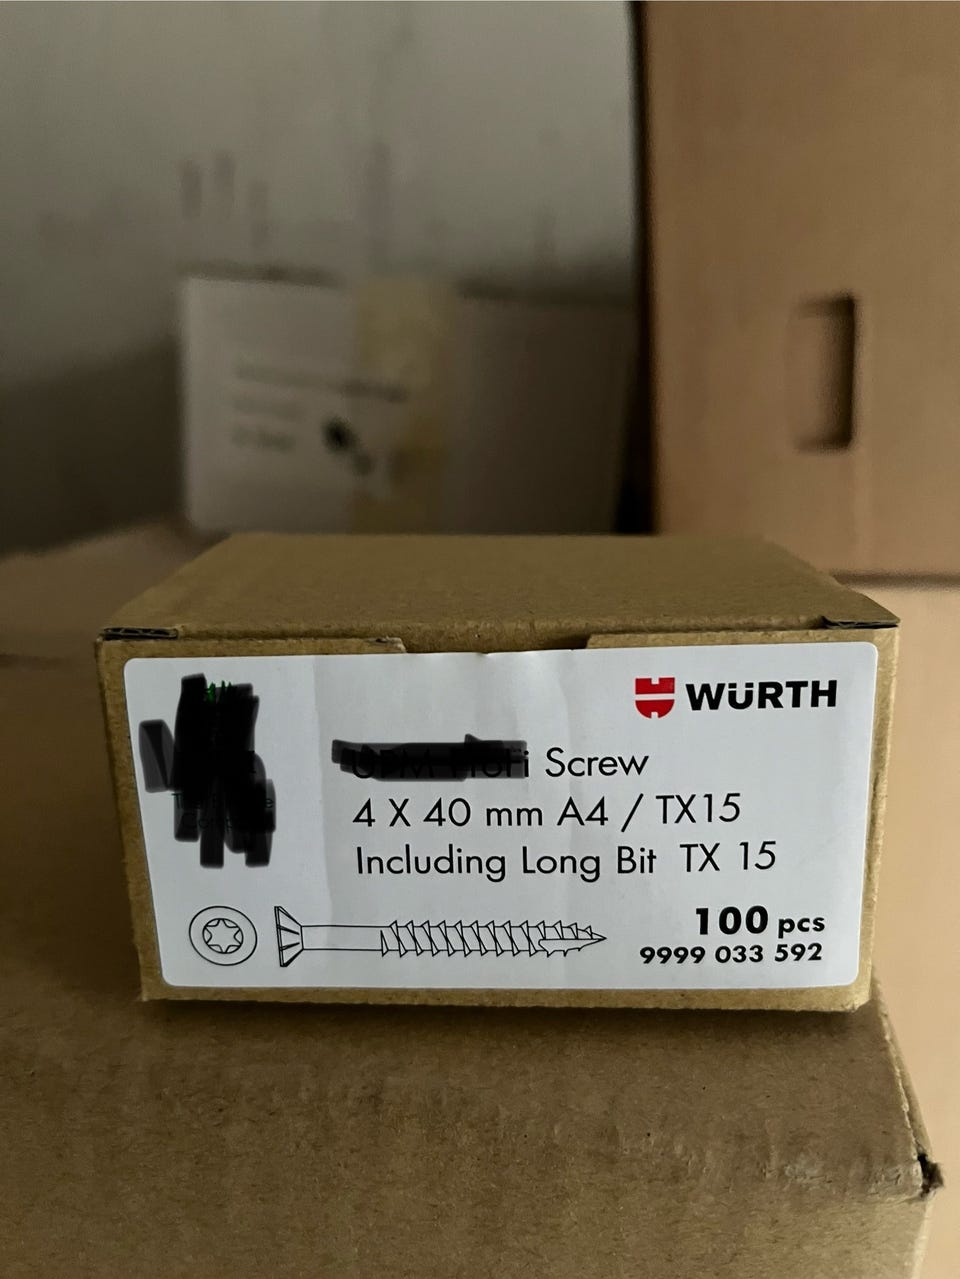 WÜRTH
Screw
4 X 40 mm A4 / TX15
Including Long Bit TX 15
100 pcs
9999 033 592